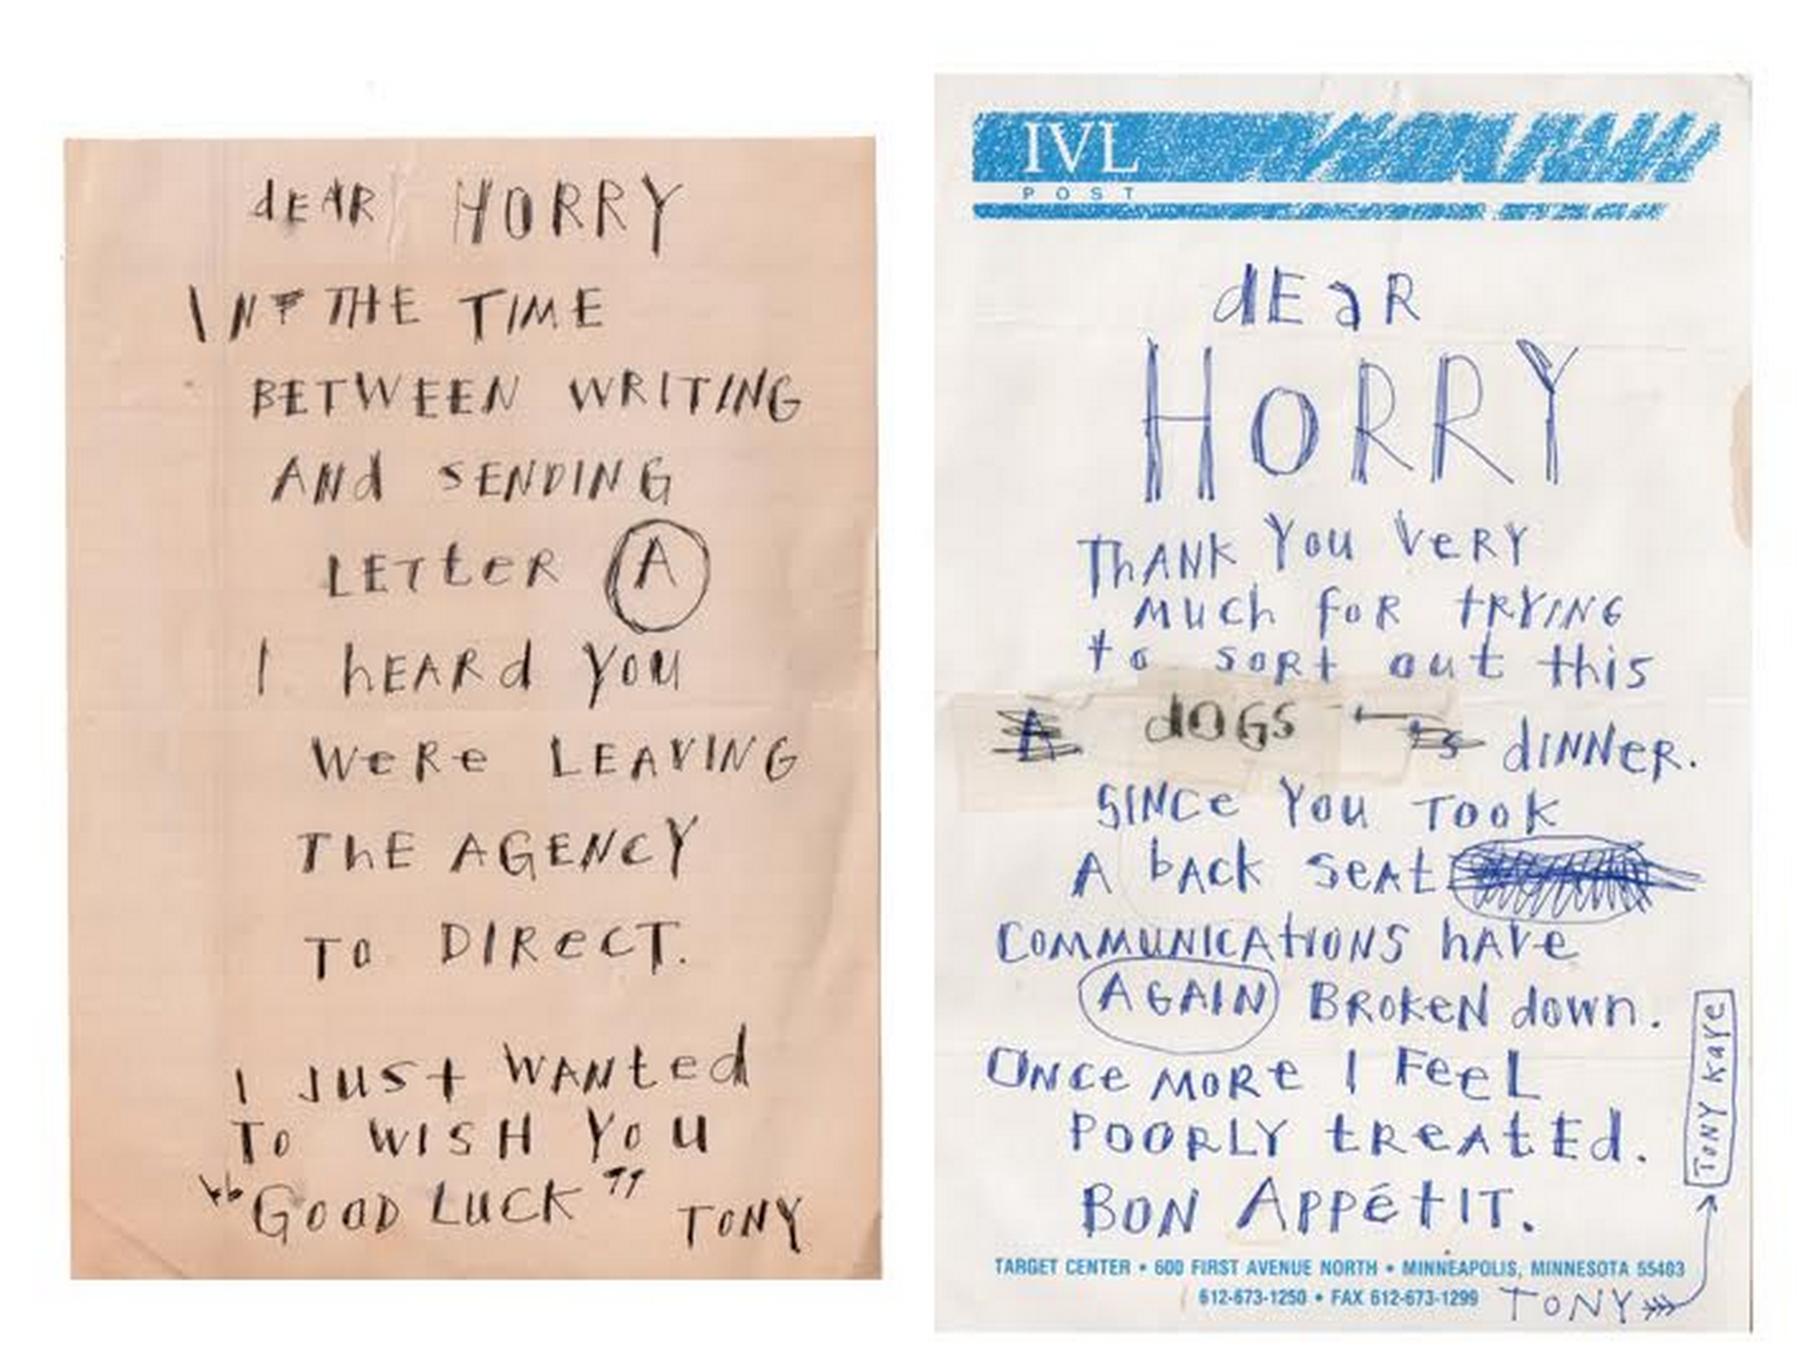 dEAR HORRY
IN THE TIME
BETWEEN WRITING
ANd SENDING
LETteR A
I hEARd YOU
WeRe LEAVING
ThE AGENCY
To DIReCT.
I JUSt WANted
To WISH YoU
"GOOD LUCK" TONY
IVL
POST
dEaR
HoRRY
ThANK You VeRY
MUCh foR tRYING
to soRt out this
A dOGS s dINNeR.
SINCe You Took
A bACk SeAt
COMMUNICAtIONS hAVe
AGAIN BRoKeN down.
ONce MoRe I FeeL
POORLY tReAtEd.
BON AppétIT.
TONY Kaye
TARGET CENTER • 600 FIRST AVENUE NORTH • MINNEAPOLIS, MINNESOTA 55403
612-673-1250 • FAX 612-673-1299 TONY